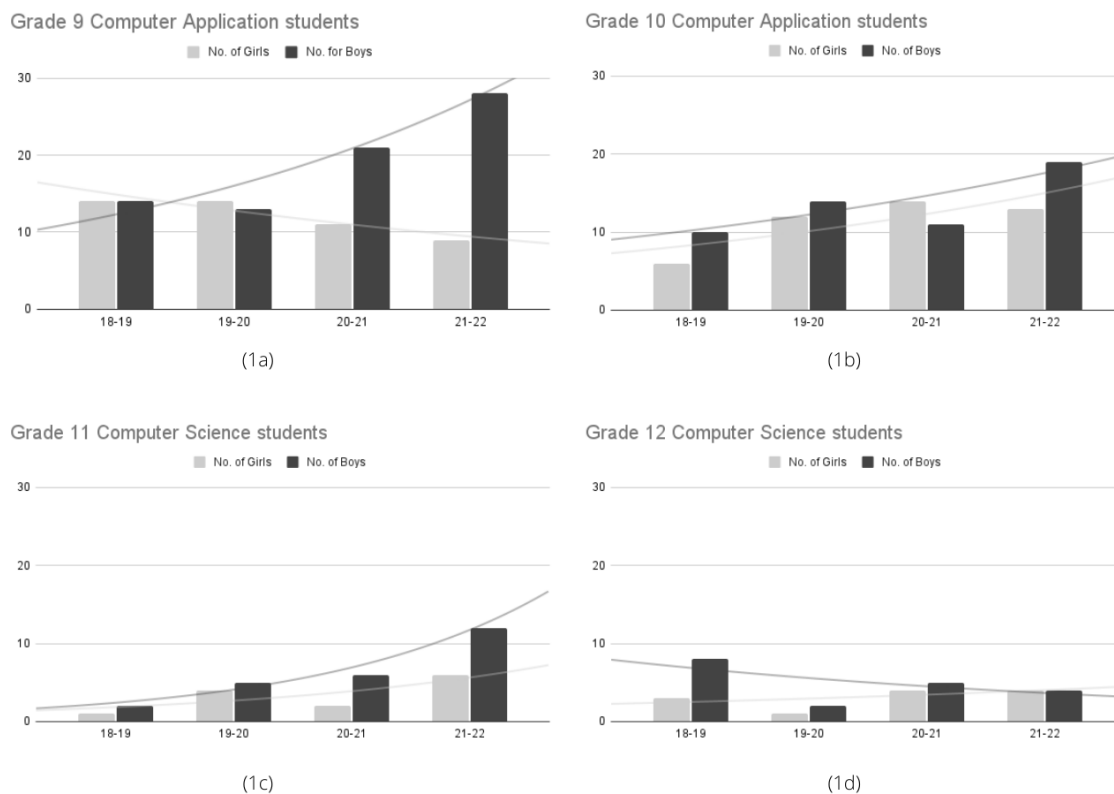 Grade 9 Computer Application students
No. of Girls No. for Boys
30
20
10
0
18-19 19-20 20-21 21-22
(1a)
Grade 10 Computer Application students
No. of Girls No. of Boys
30
20
10
0
18-19 19-20 20-21 21-22
(1b)
Grade 11 Computer Science students
No. of Girls No. of Boys
30
20
10
0
18-19 19-20 20-21 21-22
(1c)
Grade 12 Computer Science students
No. of Girls No. of Boys
30
20
10
0
18-19 19-20 20-21 21-22
(1d)